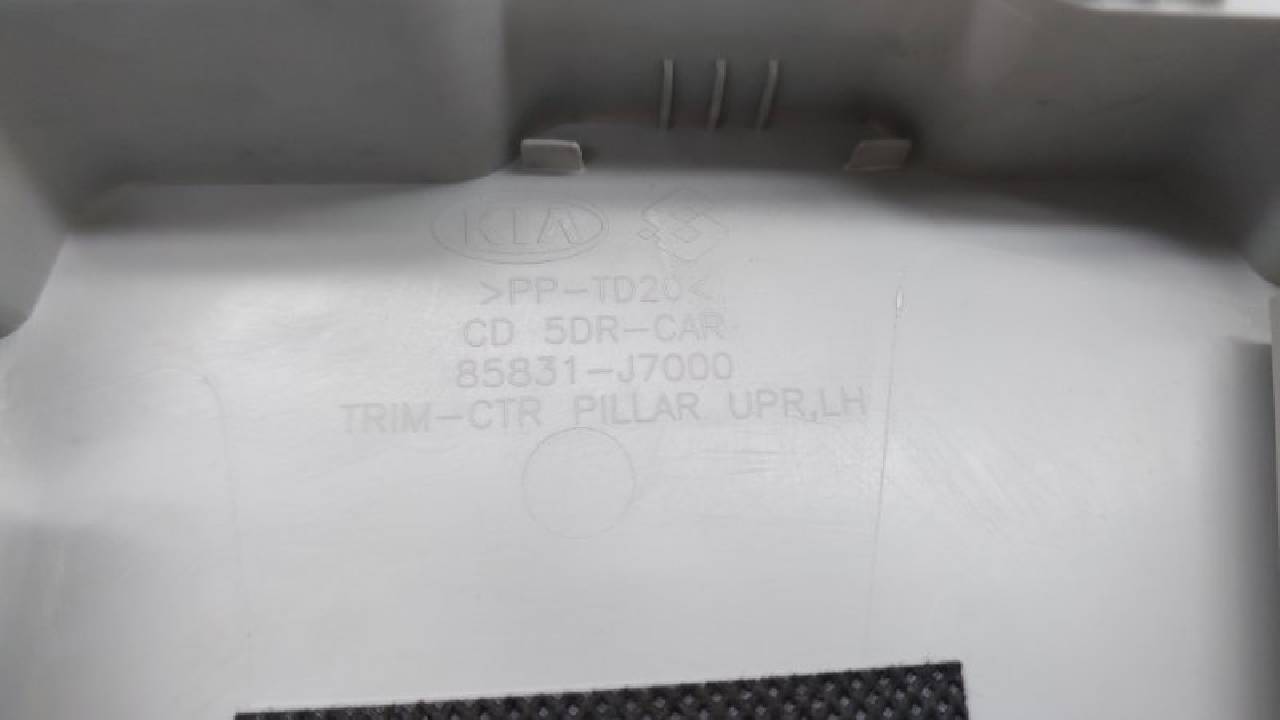 KIA
>PP-TD20<
CD 5DR-CAR
85831-J7000
TRIM-CTR PILLAR UPR,LH